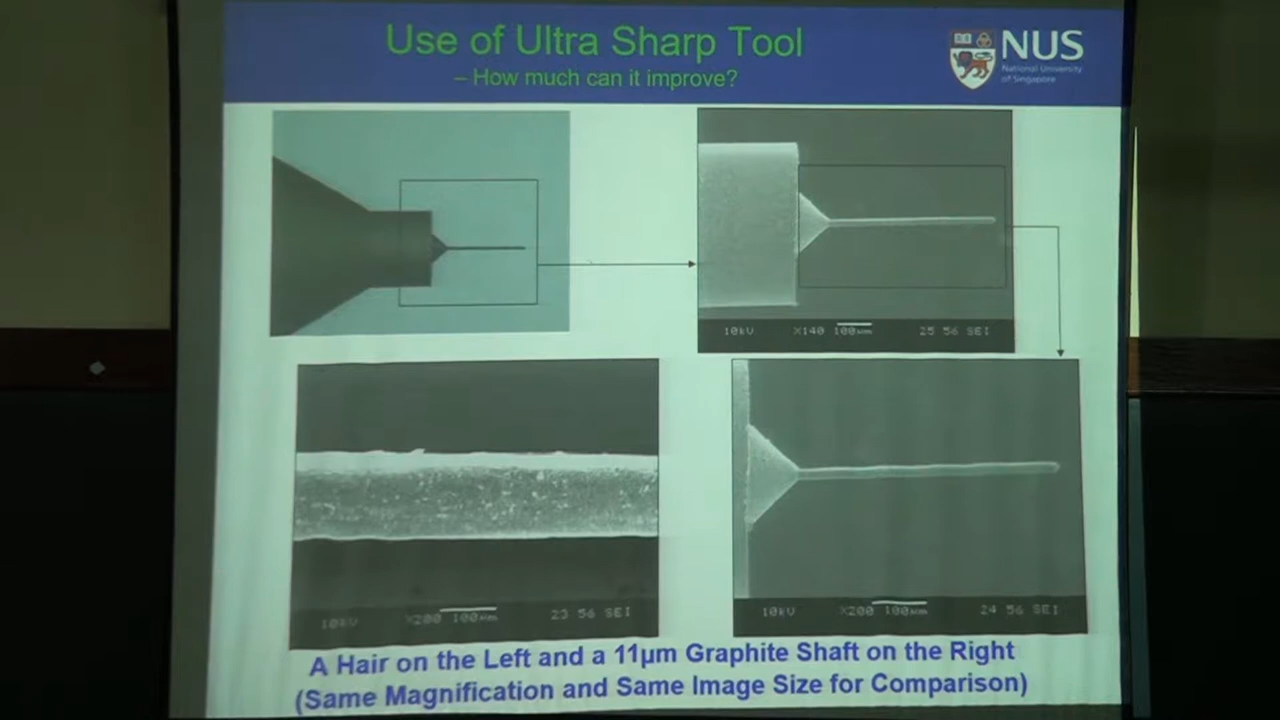 Use of Ultra Sharp Tool
– How much can it improve?
NUS
National University
of Singapore
10kV X140 100µm 25 56 SEI
10kV X200 100µm 23 56 SEI
10kV X200 100µm 24 56 SEI
A Hair on the Left and a 11µm Graphite Shaft on the Right
(Same Magnification and Same Image Size for Comparison)